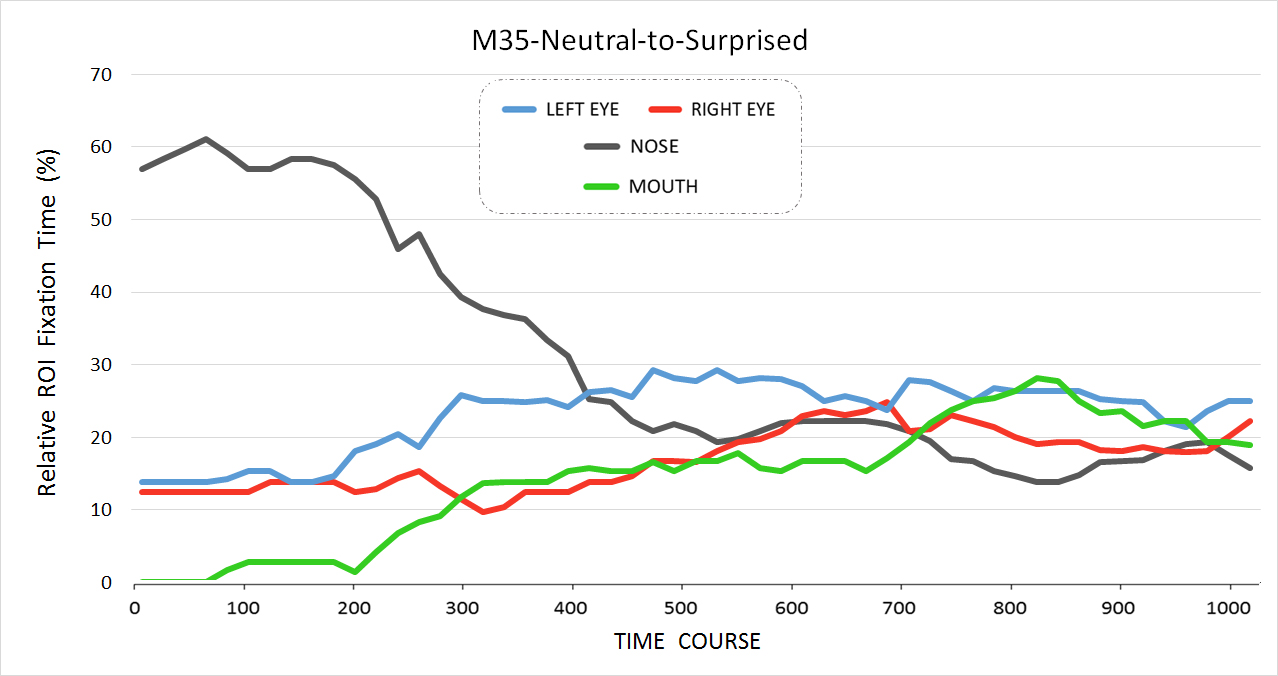 M35-Neutral-to-Surprised
70
LEFT EYE RIGHT EYE
NOSE
MOUTH
60
50
40
30
20
10
0
Relative ROI Fixation Time (%)
0 100 200 300 400 500 600 700 800 900 1000
TIME COURSE